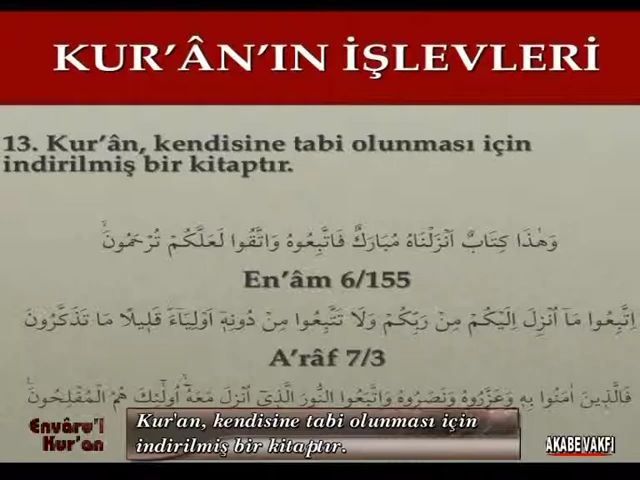 KUR’ÂN’IN İŞLEVLERİ
13. Kur’ân, kendisine tabi olunması için
indirilmiş bir kitaptır.
وَهٰذَا كِتَابٌ اَنْزَلْنَاهُ مُبَارَكٌ فَاتَّبِعُوهُ وَاتَّقُوا لَعَلَّكُمْ تُرْحَمُونَۙ
En’âm 6/155
اِتَّبِعُوا مَٓا اُنْزِلَ اِلَيْكُمْ مِنْ رَبِّكُمْ وَلَا تَتَّبِعُوا مِنْ دُونِه۪ٓ اَوْلِيَٓاءَۜ قَل۪يلًا مَا تَذَكَّرُونَ
A’râf 7/3
فَالَّذ۪ينَ اٰمَنُوا بِه۪ وَعَزَّرُوهُ وَنَصَرُوهُ وَاتَّبَعُوا النُّورَ الَّذ۪ٓي اُنْزِلَ مَعَهُٓۙ اُو۬لٰٓئِكَ هُمُ الْمُفْلِحُونَ۟
Envâru’l
Kur’an
Kur'an, kendisine tabi olunması için
indirilmiş bir kitaptır.
AKABE VAKFI